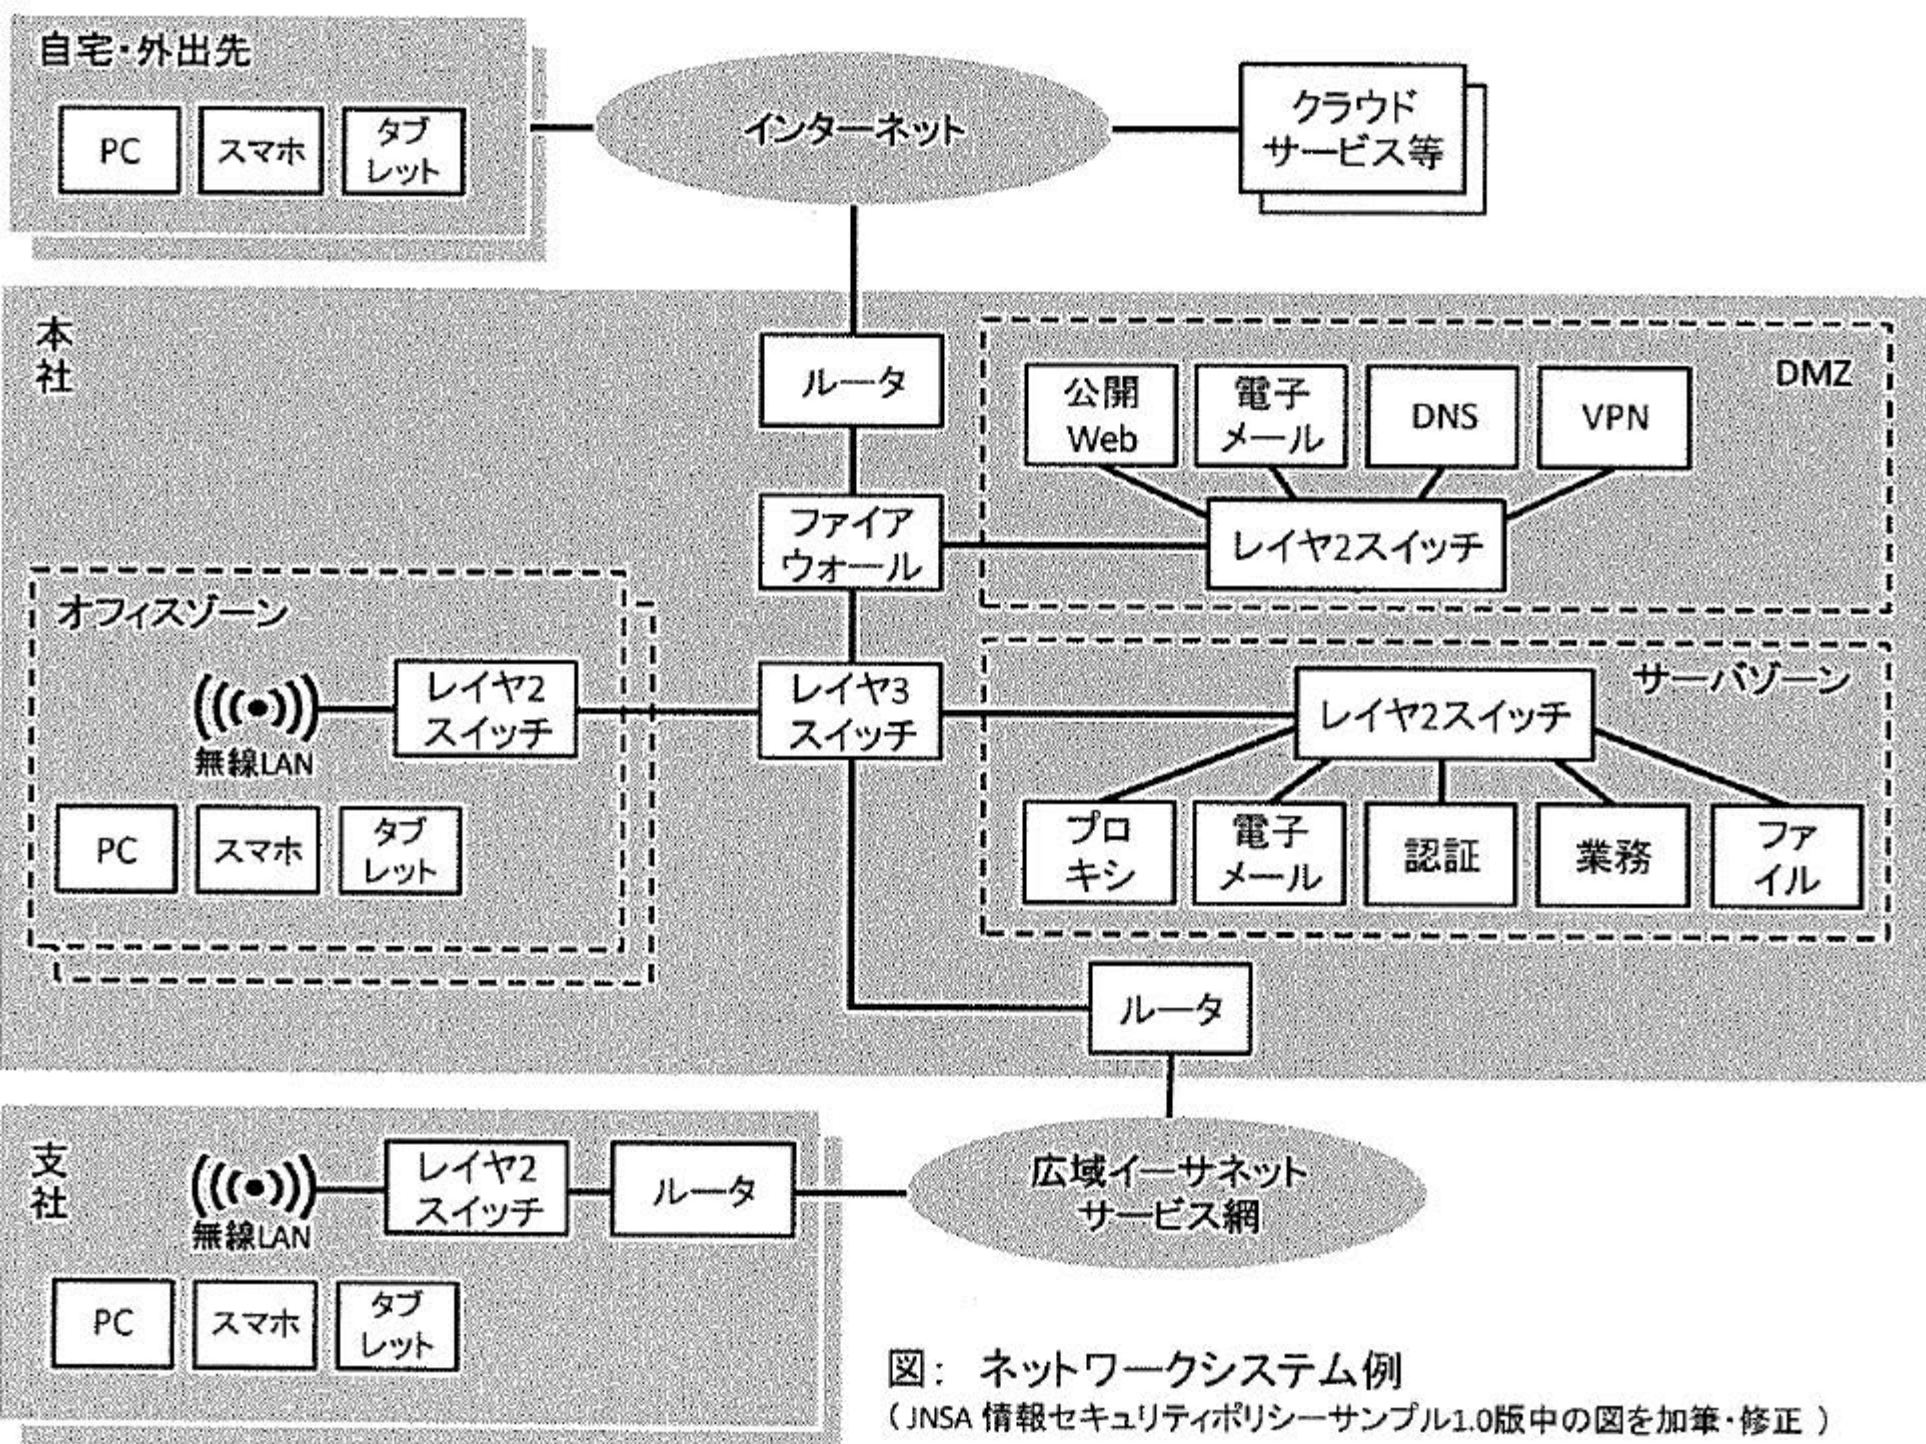 自宅・外出先
PC
スマホ
タブ
レット
インターネット
クラウド
サービス等
本
社
ルータ
DMZ
公開
Web
電子
メール
DNS
VPN
ファイア
ウォール
レイヤ2スイッチ
オフィスゾーン
無線LAN
レイヤ2
スイッチ
PC
スマホ
タブ
レット
レイヤ3
スイッチ
サーバゾーン
レイヤ2スイッチ
プロ
キシ
電子
メール
認証
業務
ファ
イル
ルータ
支
社
無線LAN
レイヤ2
スイッチ
ルータ
広域イーサネット
サービス網
PC
スマホ
タブ
レット
図： ネットワークシステム例
（JNSA 情報セキュリティポリシーサンプル1.0版中の図を加筆・修正 ）